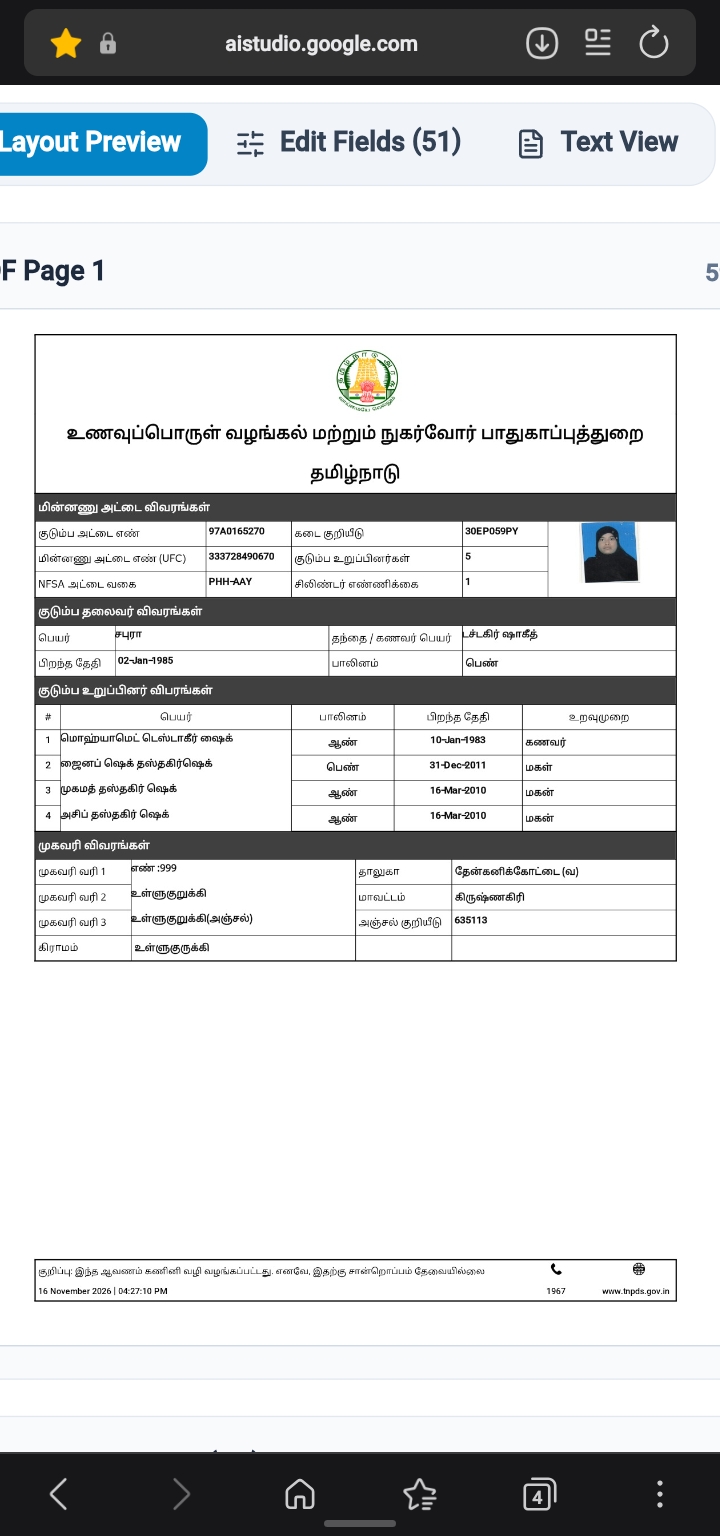 aistudio.google.com
Layout Preview
Edit Fields (51)
Text View
F Page 1
5
உணவுப்பொருள் வழங்கல் மற்றும் நுகர்வோர் பாதுகாப்புத்துறை
தமிழ்நாடு
மின்னணு அட்டை விவரங்கள்
குடும்ப அட்டை எண் 97A0165270 கடை குறியீடு 30EP059PY
மின்னணு அட்டை எண் (UFC) 333728490670 குடும்ப உறுப்பினர்கள் 5
NFSA அட்டை வகை PHH-AAY சிலிண்டர் எண்ணிக்கை 1
குடும்ப தலைவர் விவரங்கள்
பெயர் சபுரா தந்தை / கணவர் பெயர் டச்டகிர் ஷாகீத்
பிறந்த தேதி 02-Jan-1985 பாலினம் பெண்
குடும்ப உறுப்பினர் விபரங்கள்
# பெயர் பாலினம் பிறந்த தேதி உறவுமுறை
1 மொஹ்யாமெட் டெஸ்டாகீர் ஷைக் ஆண் 10-Jan-1983 கணவர்
2 ஜைனப் ஷெக் தஸ்தகிர்ஷெக் பெண் 31-Dec-2011 மகள்
3 முகமத் தஸ்தகிர் ஷெக் ஆண் 16-Mar-2010 மகன்
4 அசிப் தஸ்தகிர் ஷெக் ஆண் 16-Mar-2010 மகன்
முகவரி விவரங்கள்
முகவரி வரி 1 எண் :999 தாலுகா தேன்கனிக்கோட்டை (வ)
முகவரி வரி 2 உள்ளுகுறுக்கி மாவட்டம் கிருஷ்ணகிரி
முகவரி வரி 3 உள்ளுகுறுக்கி(அஞ்சல்) அஞ்சல் குறியீடு 635113
கிராமம் உள்ளுகுருக்கி
குறிப்பு: இந்த ஆவணம் கணினி வழி வழங்கப்பட்டது. எனவே, இதற்கு சான்றொப்பம் தேவையில்லை
16 November 2026 | 04:27:10 PM 1967 www.tnpds.gov.in
4